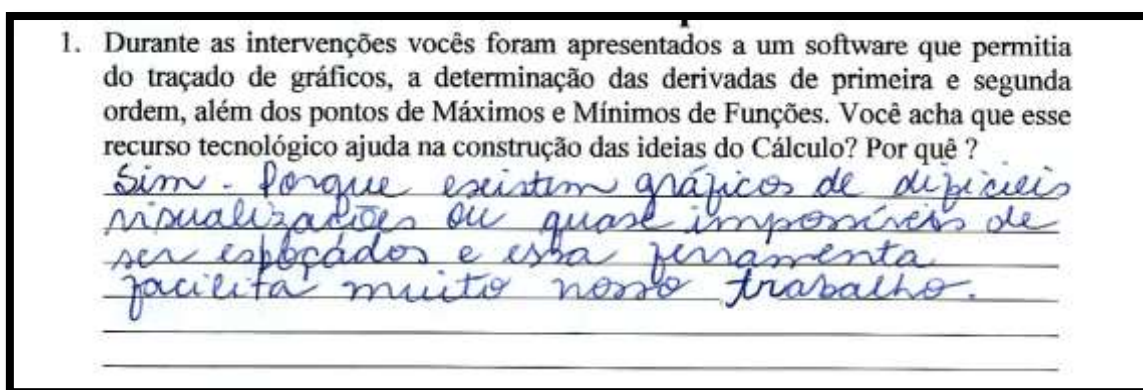 1. Durante as intervenções vocês foram apresentados a um software que permitia
do traçado de gráficos, a determinação das derivadas de primeira e segunda
ordem, além dos pontos de Máximos e Mínimos de Funções. Você acha que esse
recurso tecnológico ajuda na construção das ideias do Cálculo? Por quê ?
Sim. Porque existem gráficos de dificieis
visualizações ou quase impossíveis de
ser esboçádos e essa ferramenta
facilita muito nosso trabalho.